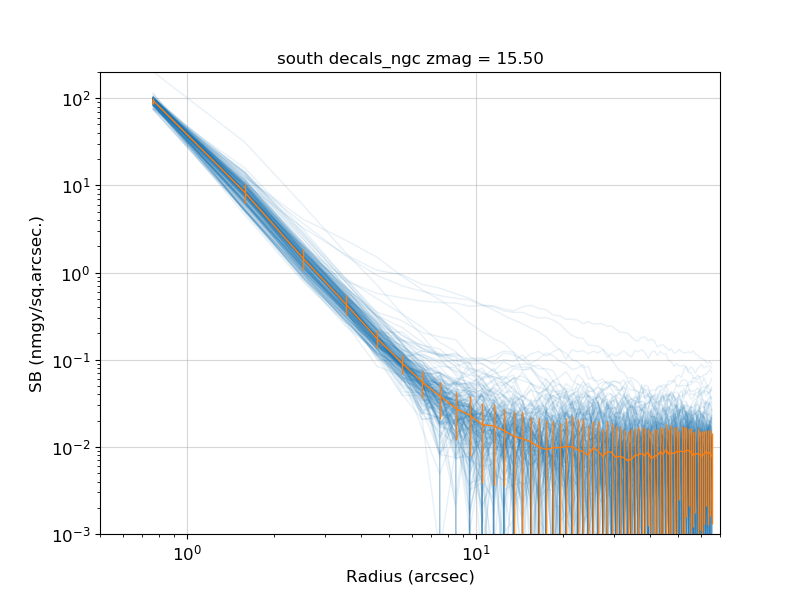 south decals_ngc zmag = 15.50
SB (nmgy/sq.arcsec.)
10²
10¹
10⁰
10⁻¹
10⁻²
10⁻³
10⁰ 10¹
Radius (arcsec)